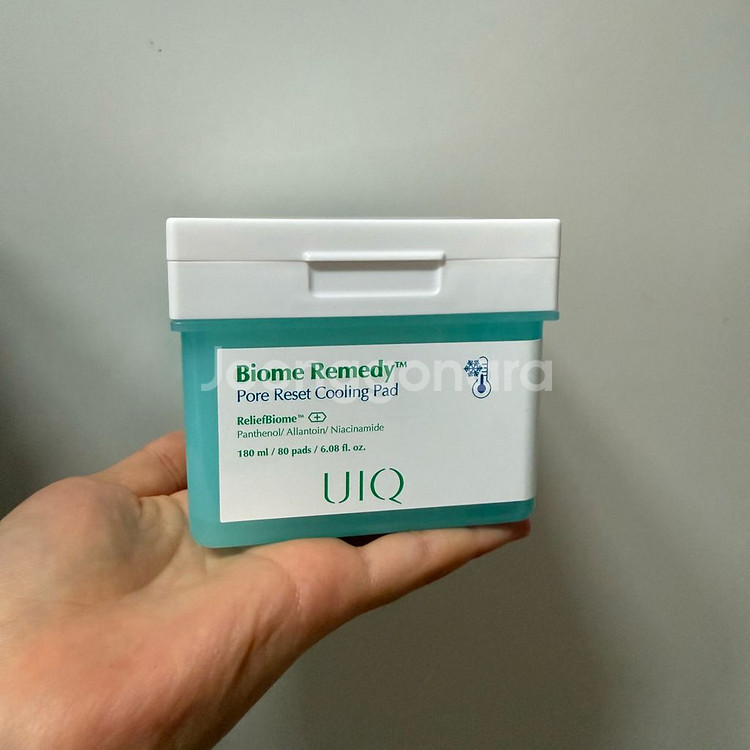 Biome Remedy™
Pore Reset Cooling Pad
ReliefBiome™
Panthenol/ Allantoin/ Niacinamide
180 ml / 80 pads / 6.08 fl. oz.
UIQ
Joonggonara